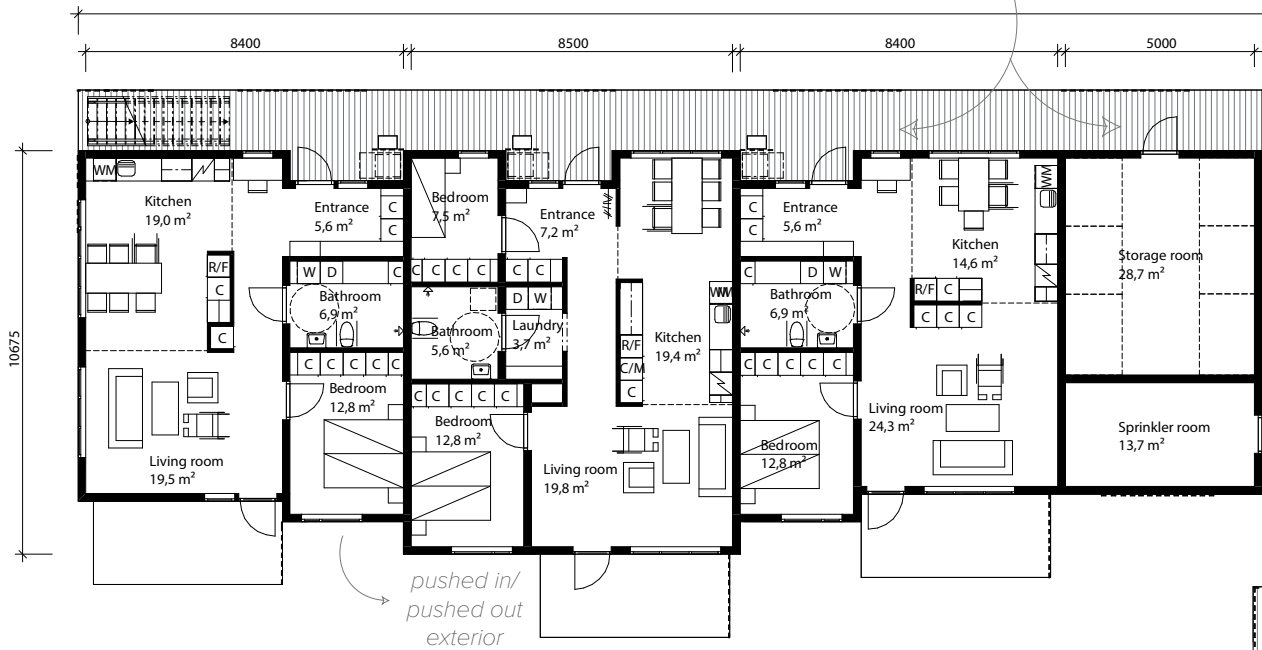 8400
8500
8400
5000
10675
WM
Kitchen
19,0 m²
R/F
C
C
Entrance
5,6 m²
C
C
W
D
C
Bathroom
6,9 m²
C
C
C
C
C
Bedroom
12,8 m²
Living room
19,5 m²
Bedroom
7,5 m²
C
C
C
C
Entrance
7,2 m²
C
C
D
W
Bathroom
5,6 m²
Laundry
3,7 m²
C
C
C
C
C
Bedroom
12,8 m²
WM
Kitchen
19,4 m²
R/F
C/M
C
Living room
19,8 m²
C
C
Entrance
5,6 m²
C
D
W
Bathroom
6,9 m²
C
C
C
C
C
Bedroom
12,8 m²
WM
Kitchen
14,6 m²
R/F
C
C
C
C
Living room
24,3 m²
Storage room
28,7 m²
Sprinkler room
13,7 m²
pushed in/
pushed out
exterior